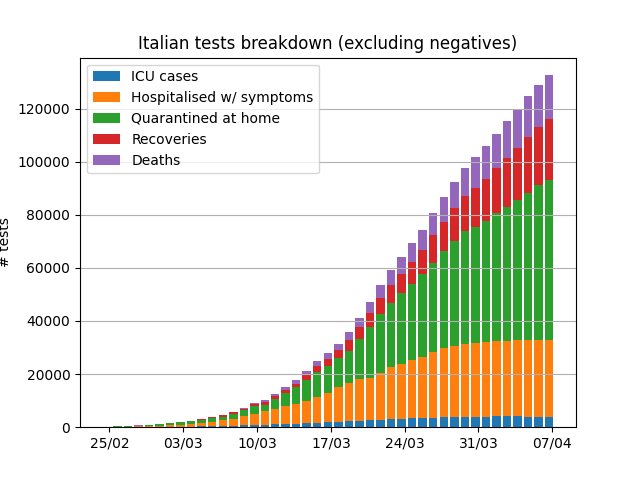 Italian tests breakdown (excluding negatives)
ICU cases
Hospitalised w/ symptoms
Quarantined at home
Recoveries
Deaths
# tests
120000
100000
80000
60000
40000
20000
0
25/02 03/03 10/03 17/03 24/03 31/03 07/04